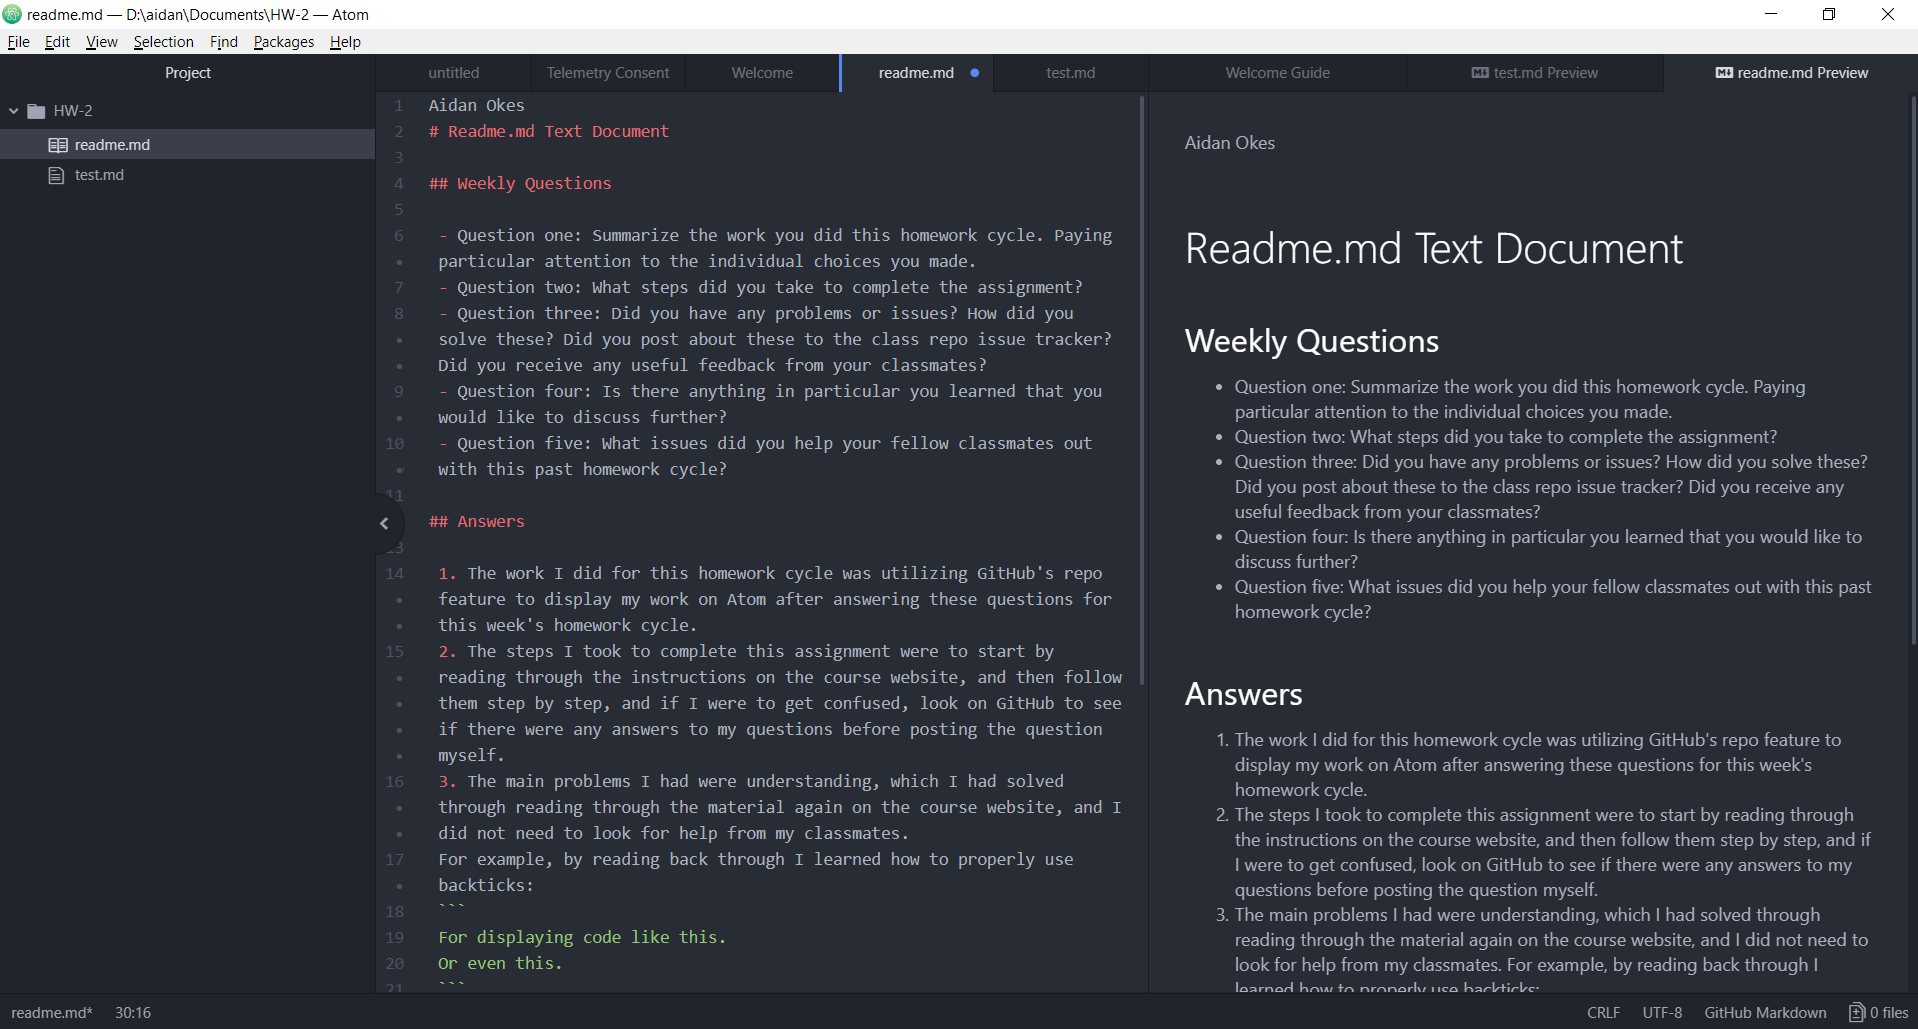 readme.md — D:\aidan\Documents\HW-2 — Atom
File Edit View Selection Find Packages Help
Project
HW-2
readme.md
test.md
untitled Telemetry Consent Welcome readme.md test.md Welcome Guide test.md Preview readme.md Preview
1 Aidan Okes
2 # Readme.md Text Document
3
4 ## Weekly Questions
5
6 - Question one: Summarize the work you did this homework cycle. Paying
• particular attention to the individual choices you made.
7 - Question two: What steps did you take to complete the assignment?
8 - Question three: Did you have any problems or issues? How did you
• solve these? Did you post about these to the class repo issue tracker?
• Did you receive any useful feedback from your classmates?
9 - Question four: Is there anything in particular you learned that you
• would like to discuss further?
10 - Question five: What issues did you help your fellow classmates out
• with this past homework cycle?
11
## Answers
13
14 1. The work I did for this homework cycle was utilizing GitHub's repo
• feature to display my work on Atom after answering these questions for
• this week's homework cycle.
15 2. The steps I took to complete this assignment were to start by
• reading through the instructions on the course website, and then follow
• them step by step, and if I were to get confused, look on GitHub to see
• if there were any answers to my questions before posting the question
• myself.
16 3. The main problems I had were understanding, which I had solved
• through reading through the material again on the course website, and I
• did not need to look for help from my classmates.
17 For example, by reading back through I learned how to properly use
• backticks:
18 ```
19 For displaying code like this.
20 Or even this.
21 ```
Aidan Okes
Readme.md Text Document
Weekly Questions
• Question one: Summarize the work you did this homework cycle. Paying
particular attention to the individual choices you made.
• Question two: What steps did you take to complete the assignment?
• Question three: Did you have any problems or issues? How did you solve these?
Did you post about these to the class repo issue tracker? Did you receive any
useful feedback from your classmates?
• Question four: Is there anything in particular you learned that you would like to
discuss further?
• Question five: What issues did you help your fellow classmates out with this past
homework cycle?
Answers
1. The work I did for this homework cycle was utilizing GitHub's repo feature to
display my work on Atom after answering these questions for this week's
homework cycle.
2. The steps I took to complete this assignment were to start by reading through
the instructions on the course website, and then follow them step by step, and if
I were to get confused, look on GitHub to see if there were any answers to my
questions before posting the question myself.
3. The main problems I had were understanding, which I had solved through
reading through the material again on the course website, and I did not need to
look for help from my classmates. For example, by reading back through I
learned how to properly use backticks:
readme.md* 30:16
CRLF UTF-8 GitHub Markdown 0 files